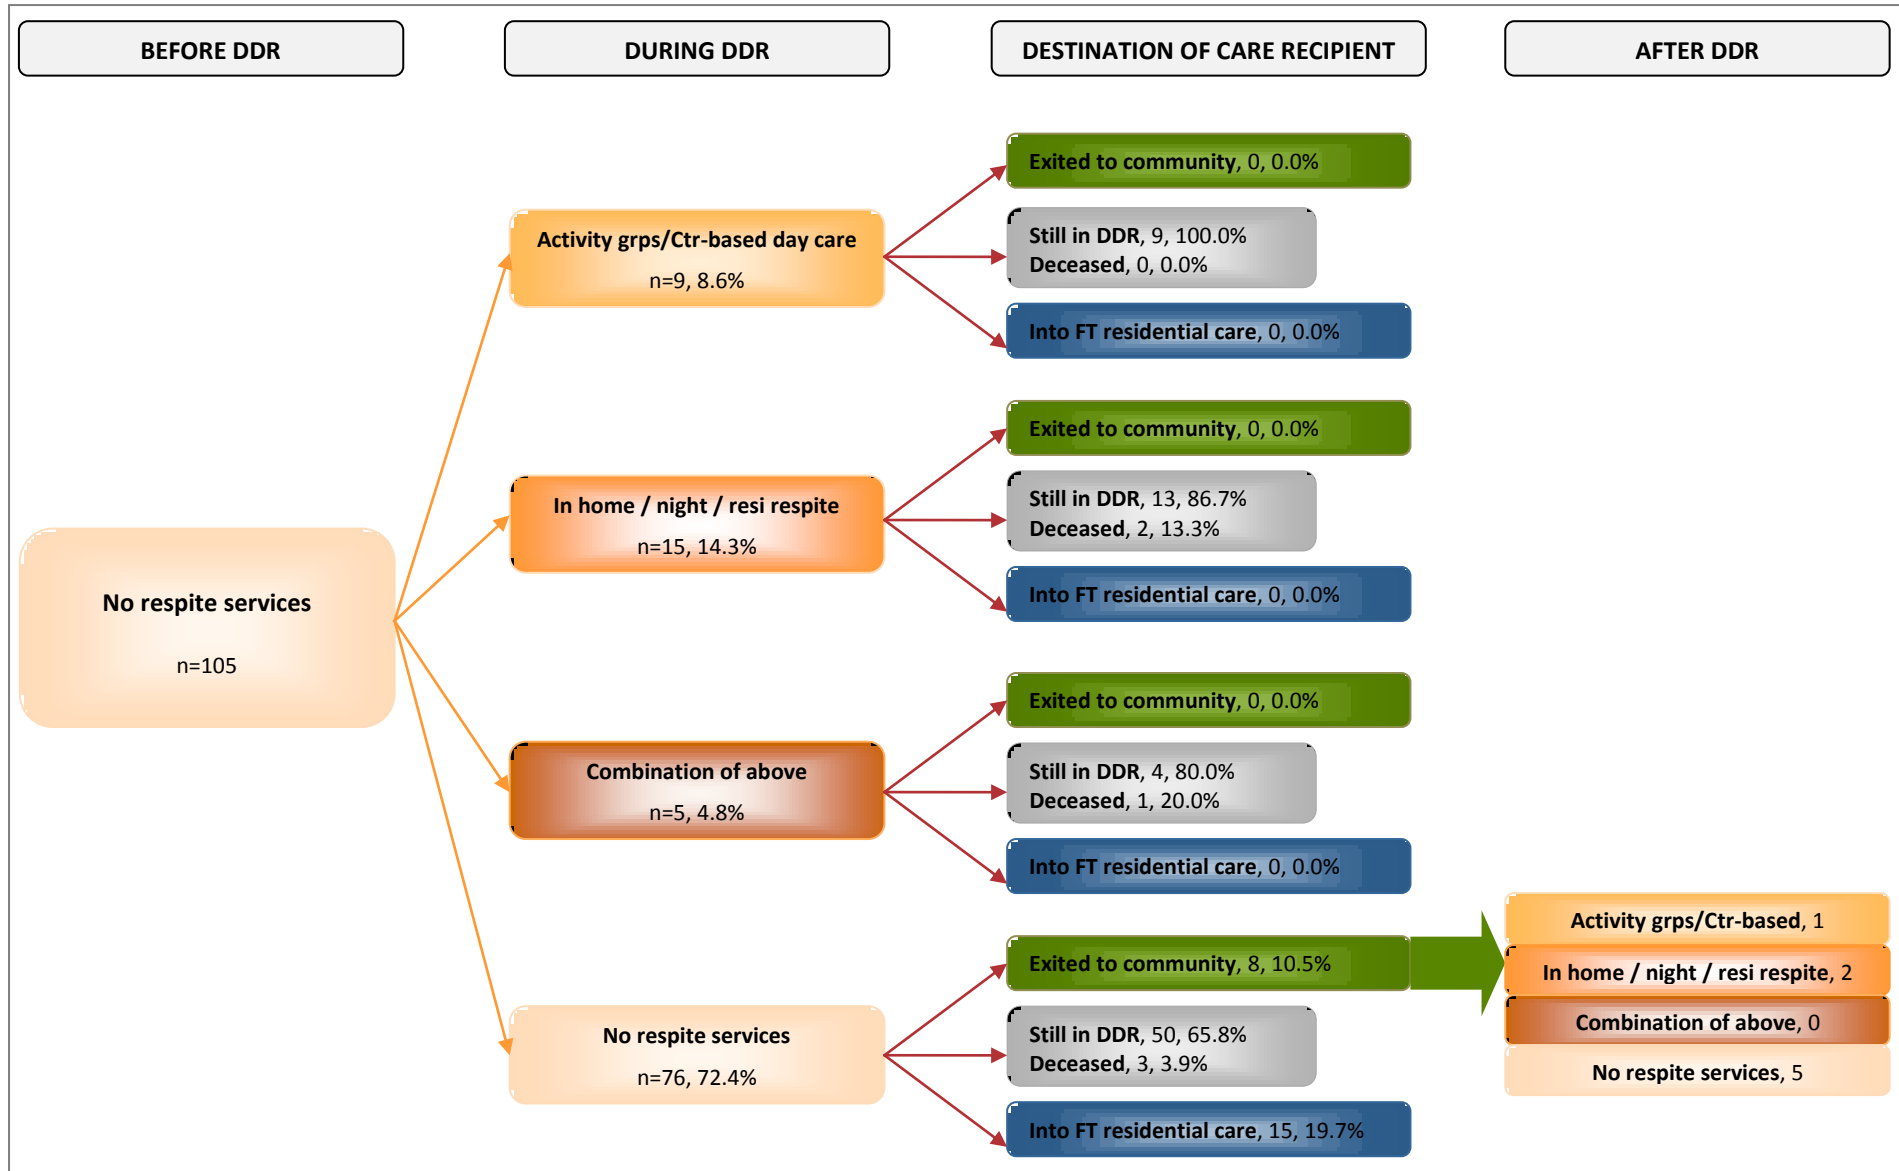 BEFORE DDR
DURING DDR
DESTINATION OF CARE RECIPIENT
AFTER DDR
No respite services
n=105
Activity grps/Ctr-based day care
n=9, 8.6%
Exited to community, 0, 0.0%
Still in DDR, 9, 100.0%
Deceased, 0, 0.0%
Into FT residential care, 0, 0.0%
In home / night / resi respite
n=15, 14.3%
Exited to community, 0, 0.0%
Still in DDR, 13, 86.7%
Deceased, 2, 13.3%
Into FT residential care, 0, 0.0%
Combination of above
n=5, 4.8%
Exited to community, 0, 0.0%
Still in DDR, 4, 80.0%
Deceased, 1, 20.0%
Into FT residential care, 0, 0.0%
No respite services
n=76, 72.4%
Exited to community, 8, 10.5%
Still in DDR, 50, 65.8%
Deceased, 3, 3.9%
Into FT residential care, 15, 19.7%
Activity grps/Ctr-based, 1
In home / night / resi respite, 2
Combination of above, 0
No respite services, 5